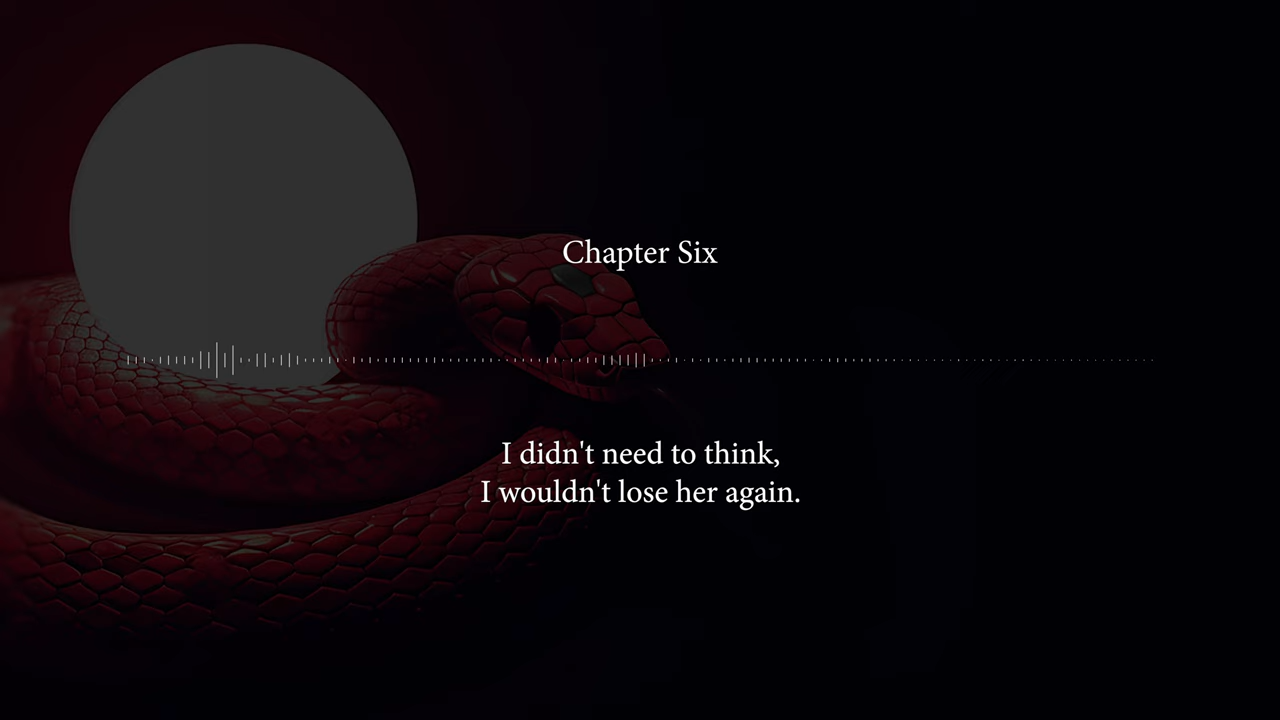 Chapter Six
I didn't need to think,
I wouldn't lose her again.